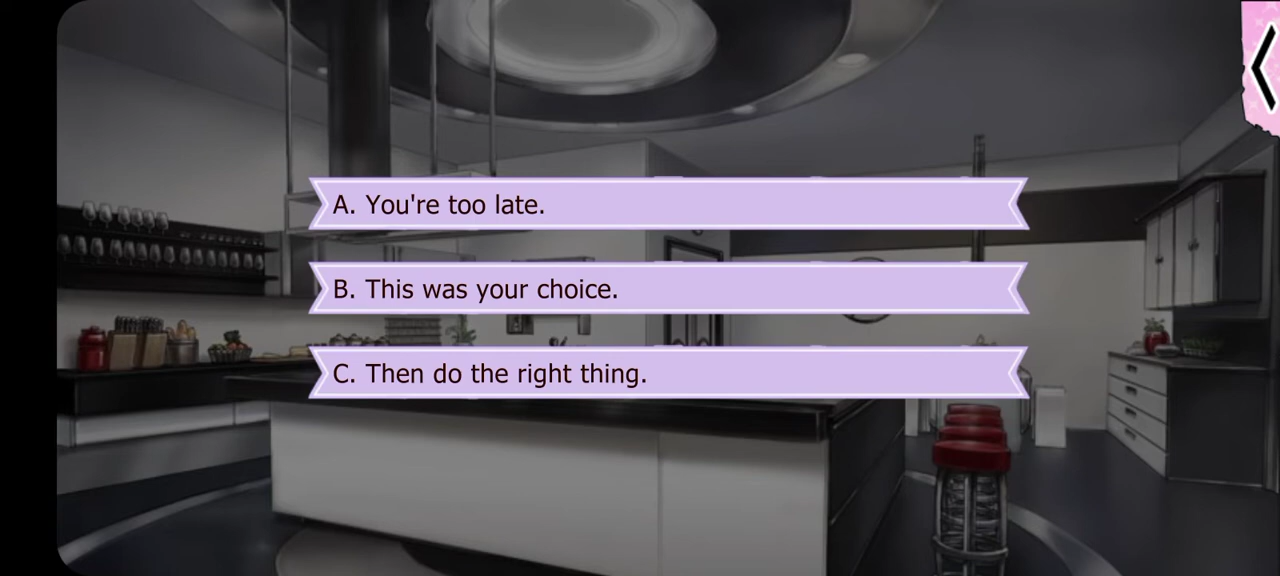 A. You're too late.
B. This was your choice.
C. Then do the right thing.